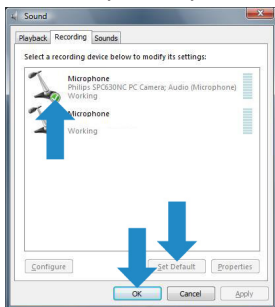 Sound
Playback Recording Sounds
Select a recording device below to modify its settings:
Microphone
Philips SPC630NC PC Camera; Audio (Microphone)
Working
Microphone
Working
Configure Set Default Properties
OK Cancel Apply